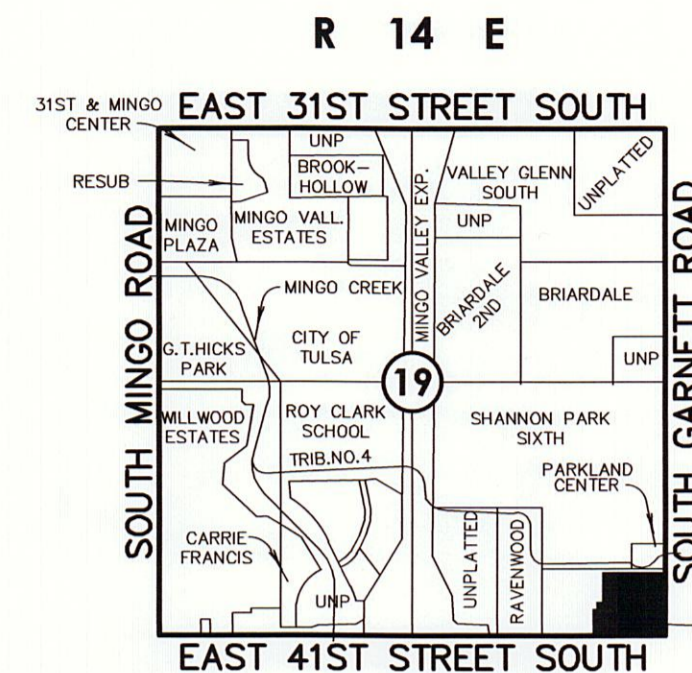 R 14 E
31ST & MINGO
CENTER
EAST 31ST STREET SOUTH
RESUB
UNP
BROOK-
HOLLOW
MINGO VALLEY EXP.
VALLEY GLENN
SOUTH
UNPLATTED
SOUTH MINGO ROAD
MINGO
PLAZA
MINGO VALL.
ESTATES
UNP
SOUTH GARNETT ROAD
MINGO CREEK
BRIARDALE
2ND
BRIARDALE
G.T.HICKS
PARK
CITY OF
TULSA
UNP
19
WILLWOOD
ESTATES
ROY CLARK
SCHOOL
SHANNON PARK
SIXTH
TRIB.NO.4
PARKLAND
CENTER
CARRIE
FRANCIS
UNP
UNPLATTED
RAVENWOOD
EAST 41ST STREET SOUTH